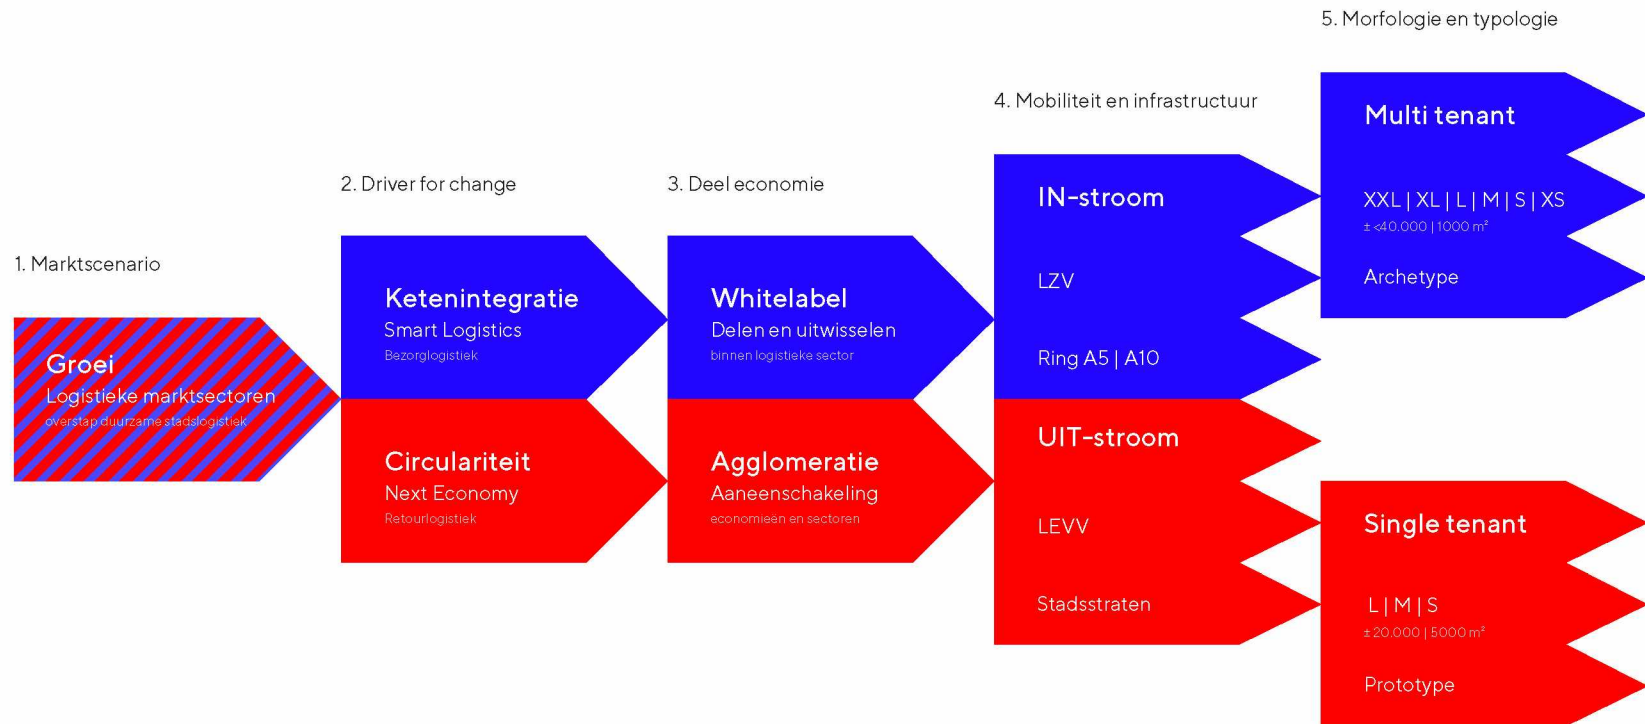 1. Marktscenario
Groei
Logistieke marktsectoren
overstap duurzame stadslogistiek
2. Driver for change
Ketenintegratie
Smart Logistics
Bezorglogistiek
Circulariteit
Next Economy
Retourlogistiek
3. Deel economie
Whitelabel
Delen en uitwisselen
binnen logistieke sector
Agglomeratie
Aaneenschakeling
economieën en sectoren
4. Mobiliteit en infrastructuur
IN-stroom
LZV
Ring A5 | A10
UIT-stroom
LEVV
Stadsstraten
5. Morfologie en typologie
Multi tenant
XXL | XL | L | M | S | XS
± <40.000 | 1000 m²
Archetype
Single tenant
L | M | S
± 20.000 | 5000 m²
Prototype